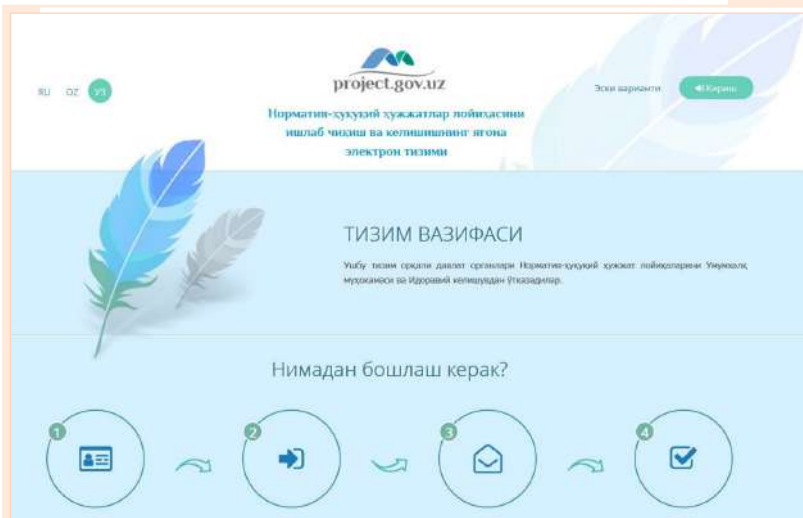 RU OZ УЗ
project.gov.uz
Эски варианти
Кириш
Норматив-ҳуқуқий ҳужжатлар лойиҳасини
ишлаб чиқиш ва келишишнинг ягона
электрон тизими
ТИЗИМ ВАЗИФАСИ
Ушбу тизим орқали давлат органлари Норматив-ҳуқуқий ҳужжат лойиҳаларини Умумхалқ
муҳокамаси ва Идоравий келишувдан ўтказадилар.
Нимадан бошлаш керак?
1
2
3
4